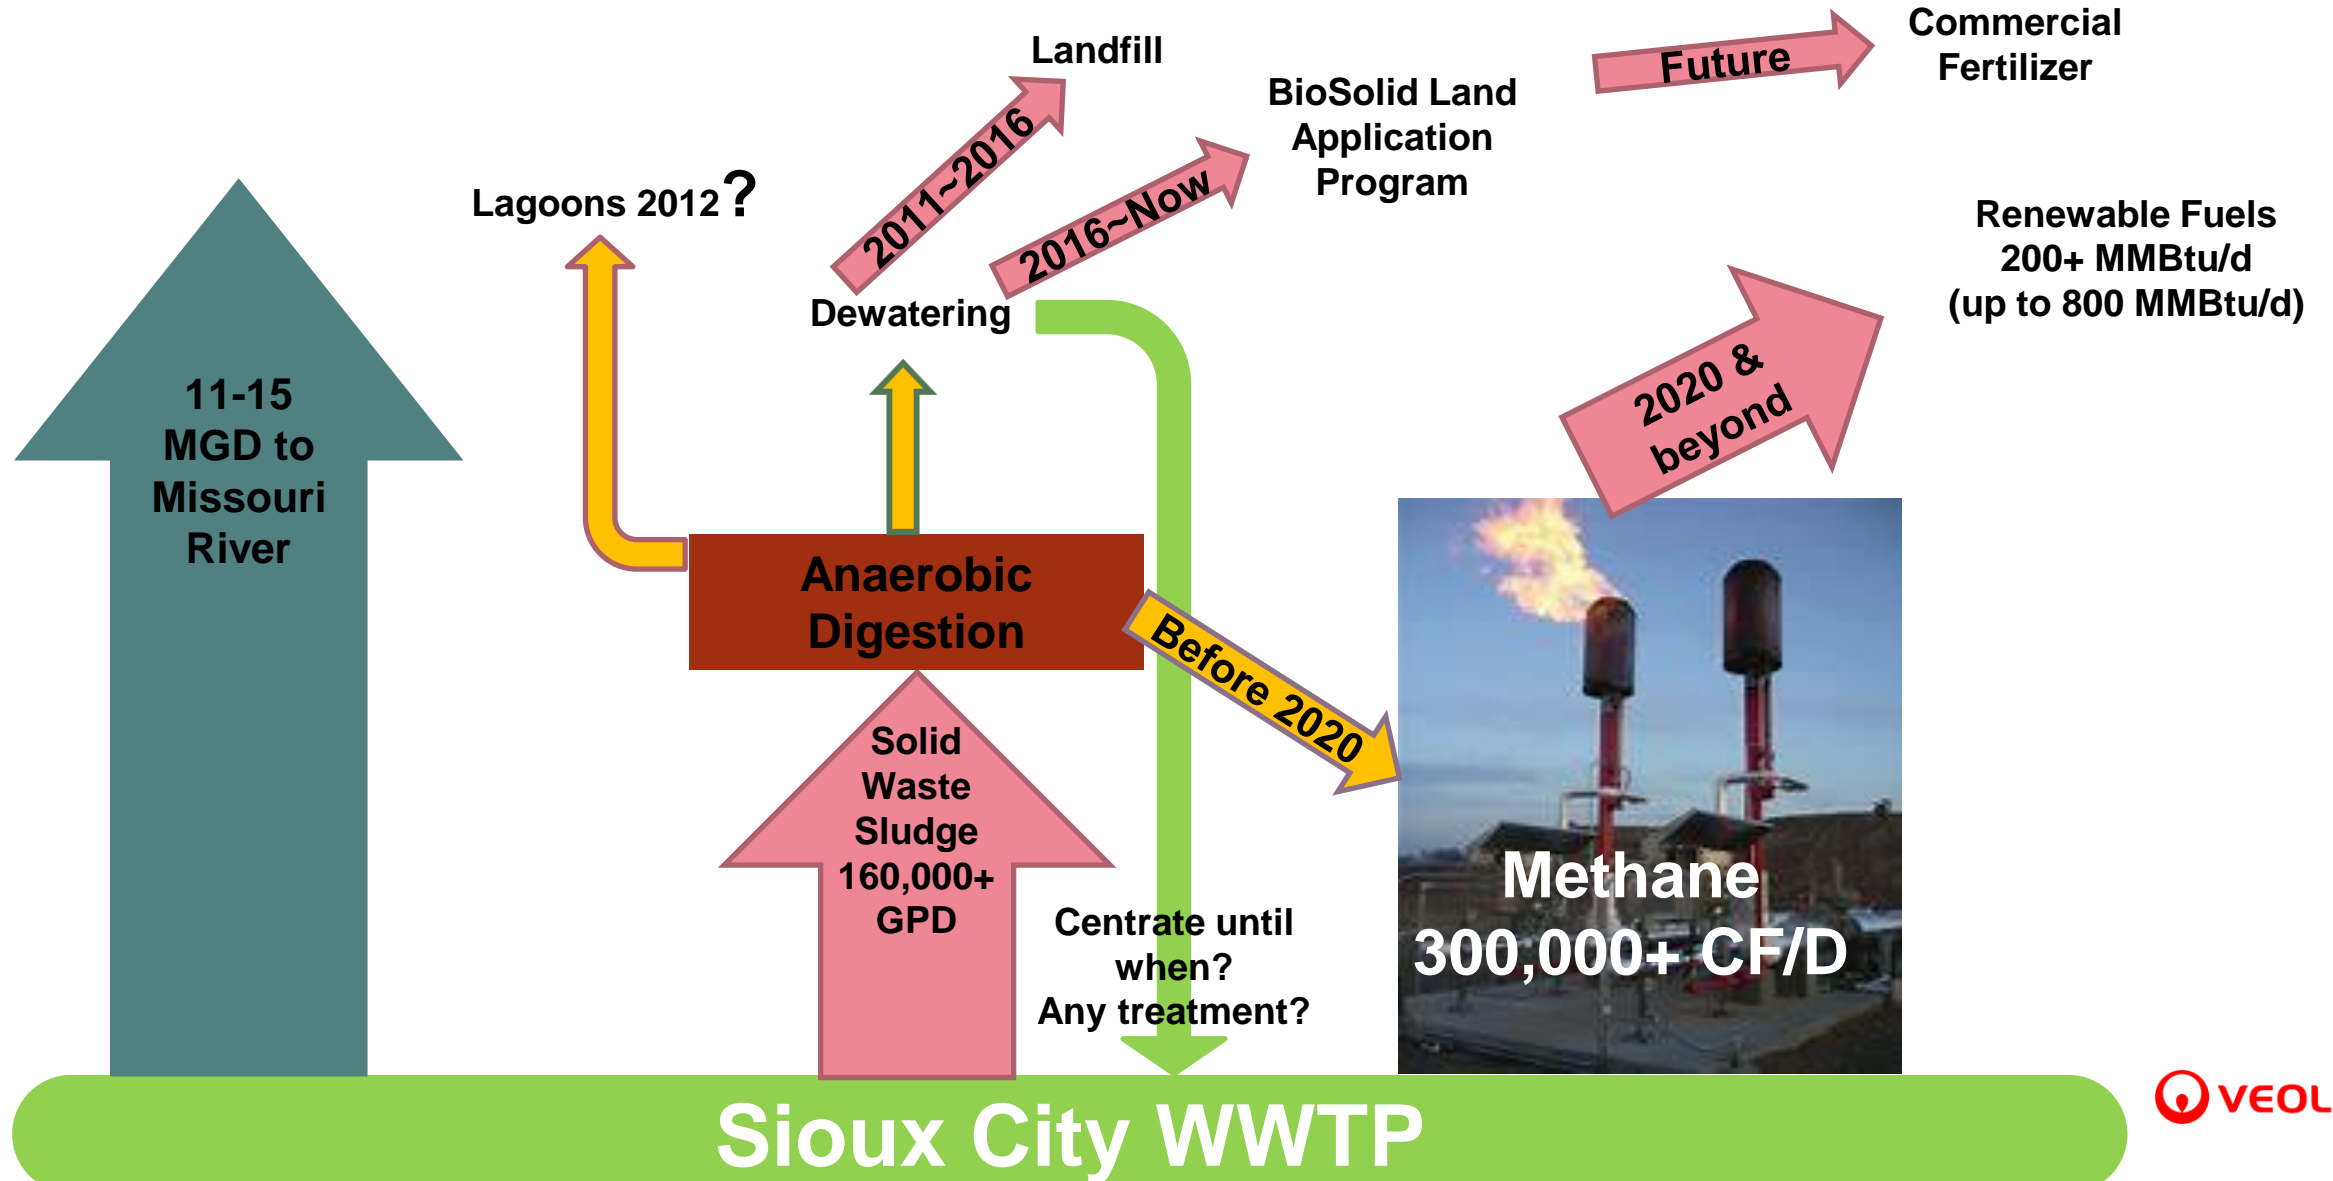 Landfill
Commercial
Fertilizer
Future
BioSolid Land
Application
Program
2011~2016
2016~Now
Lagoons 2012?
Renewable Fuels
200+ MMBtu/d
(up to 800 MMBtu/d)
Dewatering
2020 &
beyond
11-15
MGD to
Missouri
River
Anaerobic
Digestion
Before 2020
Solid
Waste
Sludge
160,000+
GPD
Centrate until
when?
Any treatment?
Methane
300,000+ CF/D
Sioux City WWTP
VEOL